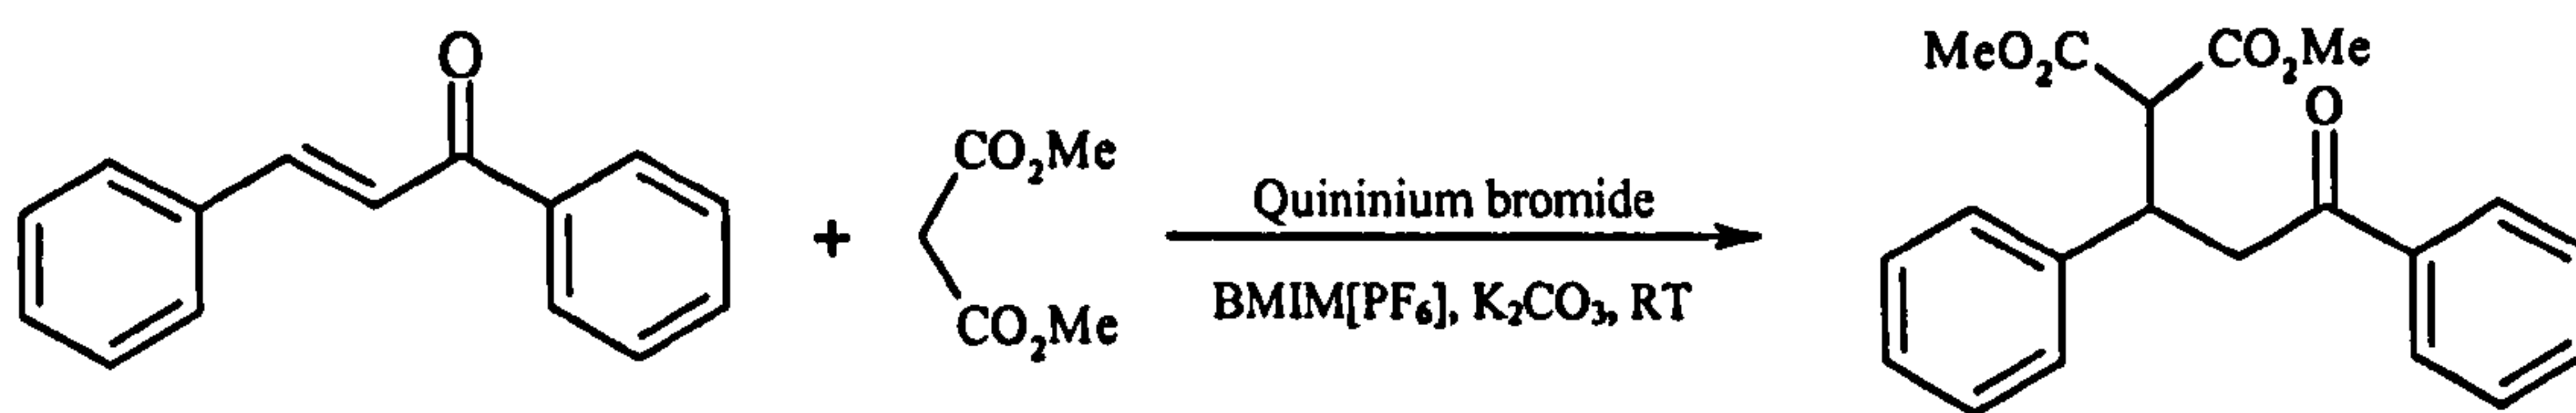 O
CO₂Me
+
CO₂Me
Quininium bromide
BMIM[PF₆], K₂CO₃, RT
MeO₂C CO₂Me
O